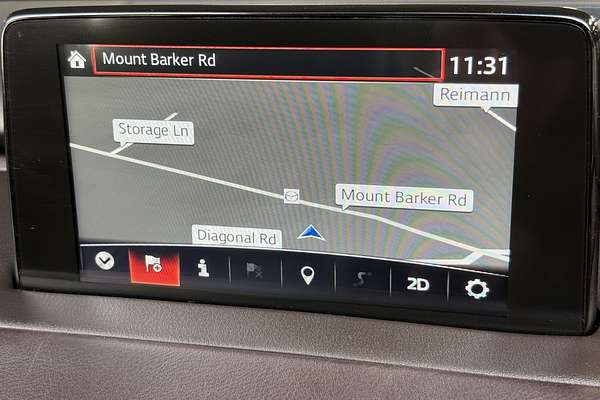 Mount Barker Rd
11:31
Reimann
Storage Ln
Mount Barker Rd
Diagonal Rd
2D